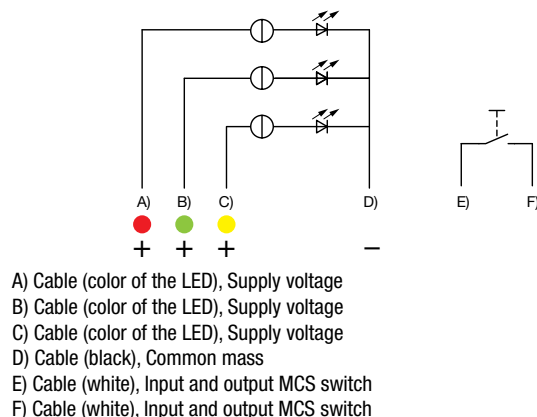 A) B) C) D) E) F)
+ + + −
A) Cable (color of the LED), Supply voltage
B) Cable (color of the LED), Supply voltage
C) Cable (color of the LED), Supply voltage
D) Cable (black), Common mass
E) Cable (white), Input and output MCS switch
F) Cable (white), Input and output MCS switch